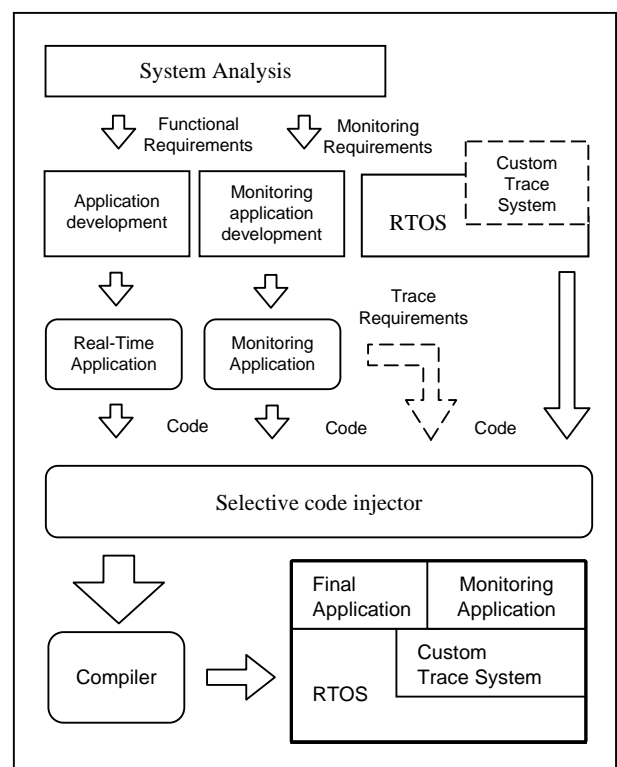 System Analysis
Functional
Requirements
Monitoring
Requirements
Application
development
Monitoring
application
development
RTOS
Custom
Trace
System
Real-Time
Application
Monitoring
Application
Trace
Requirements
Code
Code
Code
Selective code injector
Compiler
Final
Application
Monitoring
Application
Custom
Trace System
RTOS